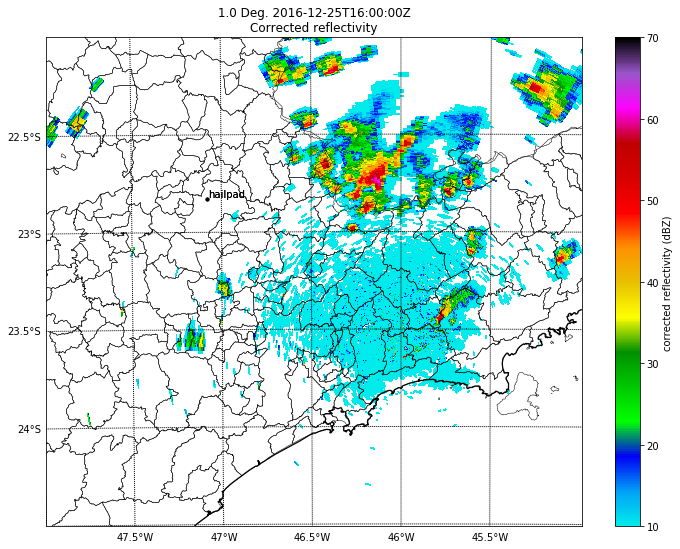 1.0 Deg. 2016-12-25T16:00:00Z
Corrected reflectivity
22.5°S
23°S
23.5°S
24°S
hailpad
47.5°W
47°W
46.5°W
46°W
45.5°W
70
60
50
40
30
20
10
corrected reflectivity (dBZ)